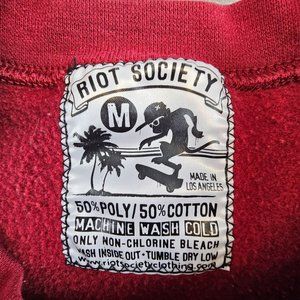 RIOT SOCIETY
M
MADE IN
LOS ANGELES
50% POLY/50% COTTON
MACHINE WASH COLD
ONLY NON-CHLORINE BLEACH
WASH INSIDE OUT • TUMBLE DRY LOW
www.riotsocietyclothing.com